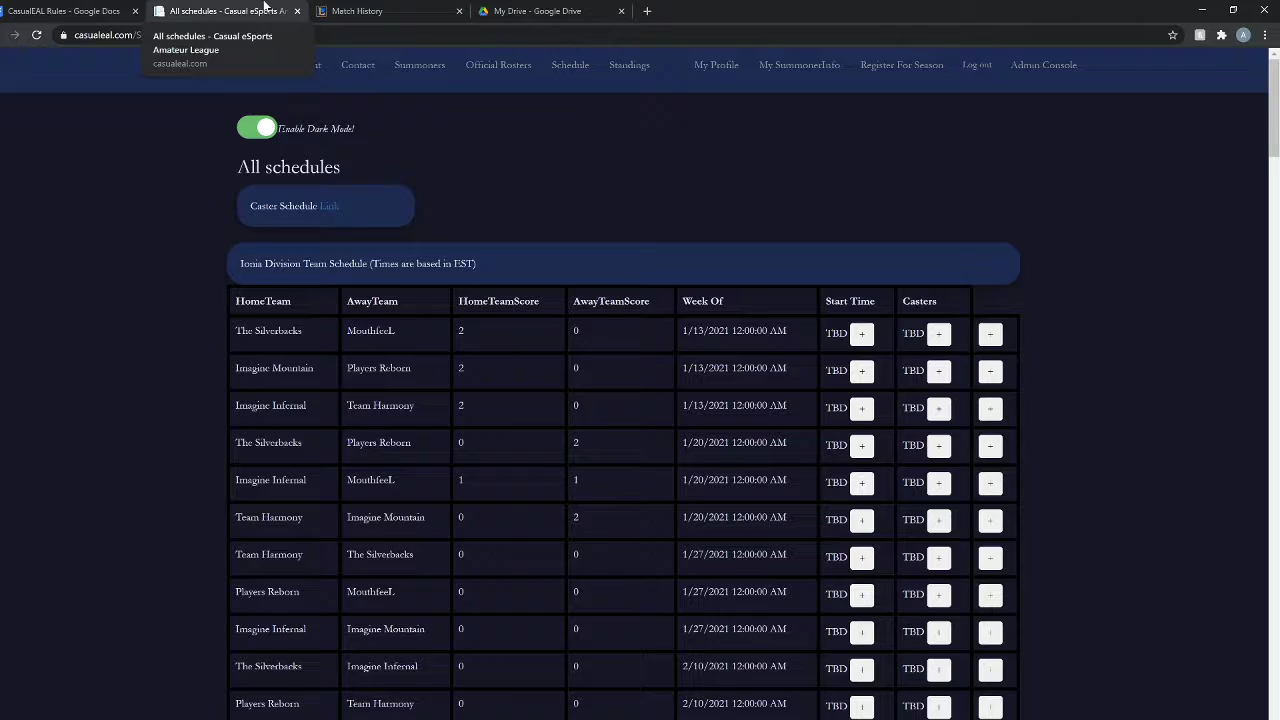 CasualEAL Rules - Google Docs
All schedules - Casual eSports Am
Match History
My Drive - Google Drive
casualeal.com/S
All schedules - Casual eSports
Amateur League
casualeal.com
Contact Summoners Official Rosters Schedule Standings My Profile My SummonerInfo Register For Season Log out Admin Console
Enable Dark Mode!
All schedules
Caster Schedule Link
Ionia Division Team Schedule (Times are based in EST)
HomeTeam AwayTeam HomeTeamScore AwayTeamScore Week Of Start Time Casters
The Silverbacks MouthfeeL 2 0 1/13/2021 12:00:00 AM TBD + TBD + +
Imagine Mountain Players Reborn 2 0 1/13/2021 12:00:00 AM TBD + TBD + +
Imagine Infernal Team Harmony 2 0 1/13/2021 12:00:00 AM TBD + TBD + +
The Silverbacks Players Reborn 0 2 1/20/2021 12:00:00 AM TBD + TBD + +
Imagine Infernal MouthfeeL 1 1 1/20/2021 12:00:00 AM TBD + TBD + +
Team Harmony Imagine Mountain 0 2 1/20/2021 12:00:00 AM TBD + TBD + +
Team Harmony The Silverbacks 0 0 1/27/2021 12:00:00 AM TBD + TBD + +
Players Reborn MouthfeeL 0 0 1/27/2021 12:00:00 AM TBD + TBD + +
Imagine Infernal Imagine Mountain 0 0 1/27/2021 12:00:00 AM TBD + TBD + +
The Silverbacks Imagine Infernal 0 0 2/10/2021 12:00:00 AM TBD + TBD + +
Players Reborn Team Harmony 0 0 2/10/2021 12:00:00 AM TBD + TBD + +